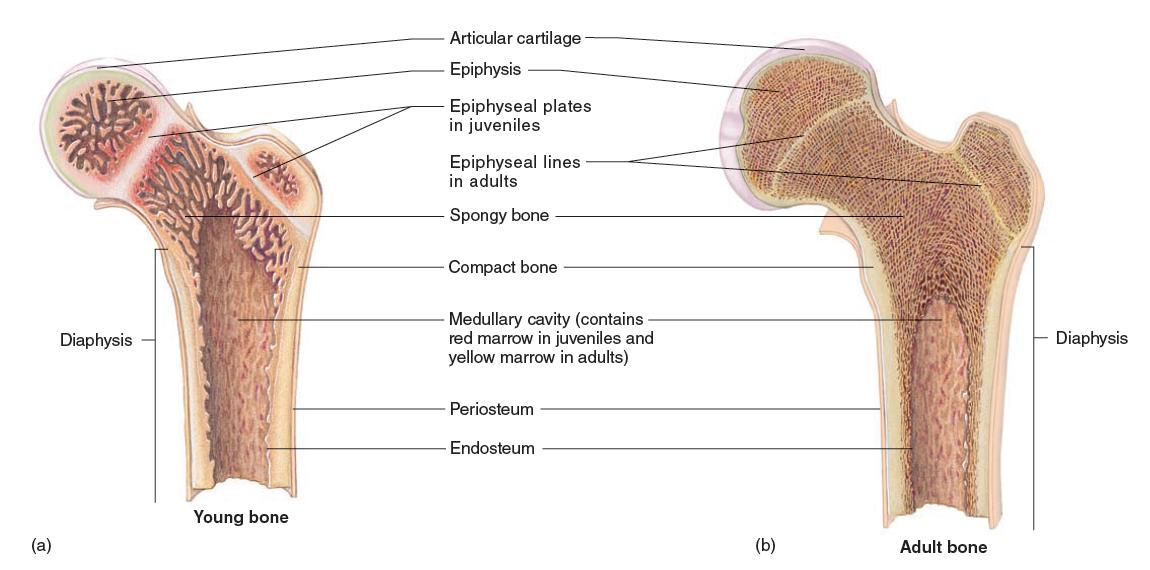 Articular cartilage
Epiphysis
Epiphyseal plates
in juveniles
Epiphyseal lines
in adults
Spongy bone
Compact bone
Medullary cavity (contains
red marrow in juveniles and
yellow marrow in adults)
Periosteum
Endosteum
Diaphysis
Diaphysis
Young bone
(a)
(b)
Adult bone